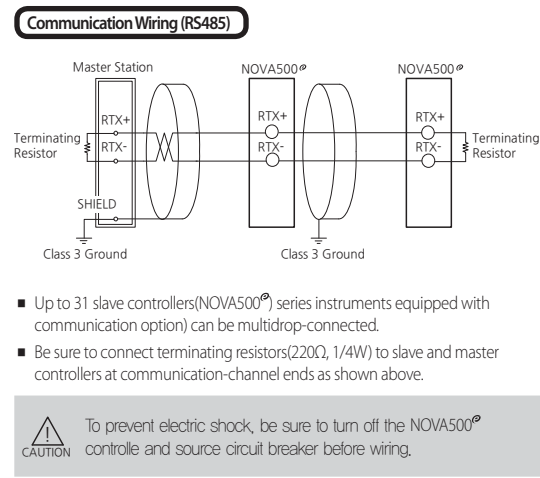 Communication Wiring (RS485)
Master Station
NOVA500e
NOVA500e
RTX+
RTX+
RTX+
Terminating
Resistor
RTX-
RTX-
RTX-
Terminating
Resistor
SHIELD
Class 3 Ground
Class 3 Ground
■ Up to 31 slave controllers(NOVA500e) series instruments equipped with
communication option) can be multidrop-connected.
■ Be sure to connect terminating resistors(220Ω, 1/4W) to slave and master
controllers at communication-channel ends as shown above.
To prevent electric shock, be sure to turn off the NOVA500e
CAUTION
controlle and source circuit breaker before wiring.